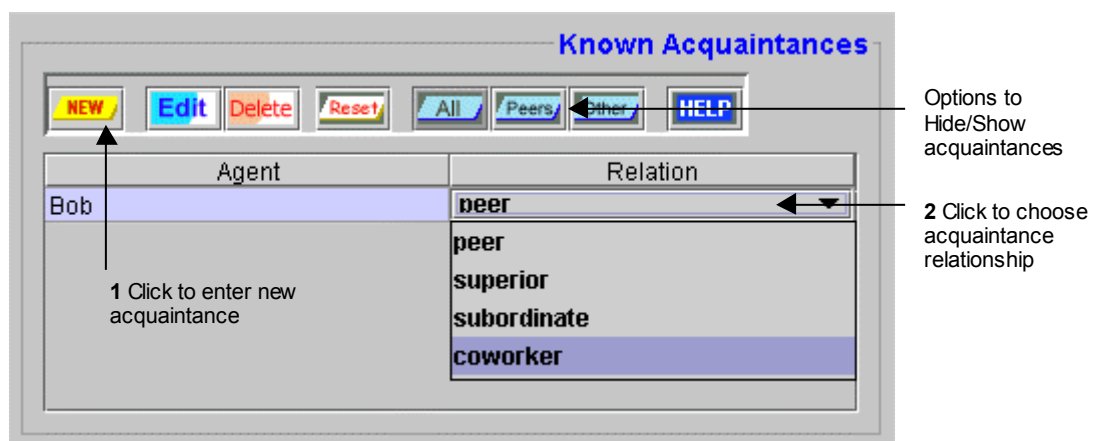 Known Acquaintances
NEW Edit Delete Reset All Peers Other HELP
Options to
Hide/Show
acquaintances
Agent Relation
Bob peer
2 Click to choose
acquaintance
relationship
peer
superior
subordinate
coworker
1 Click to enter new
acquaintance